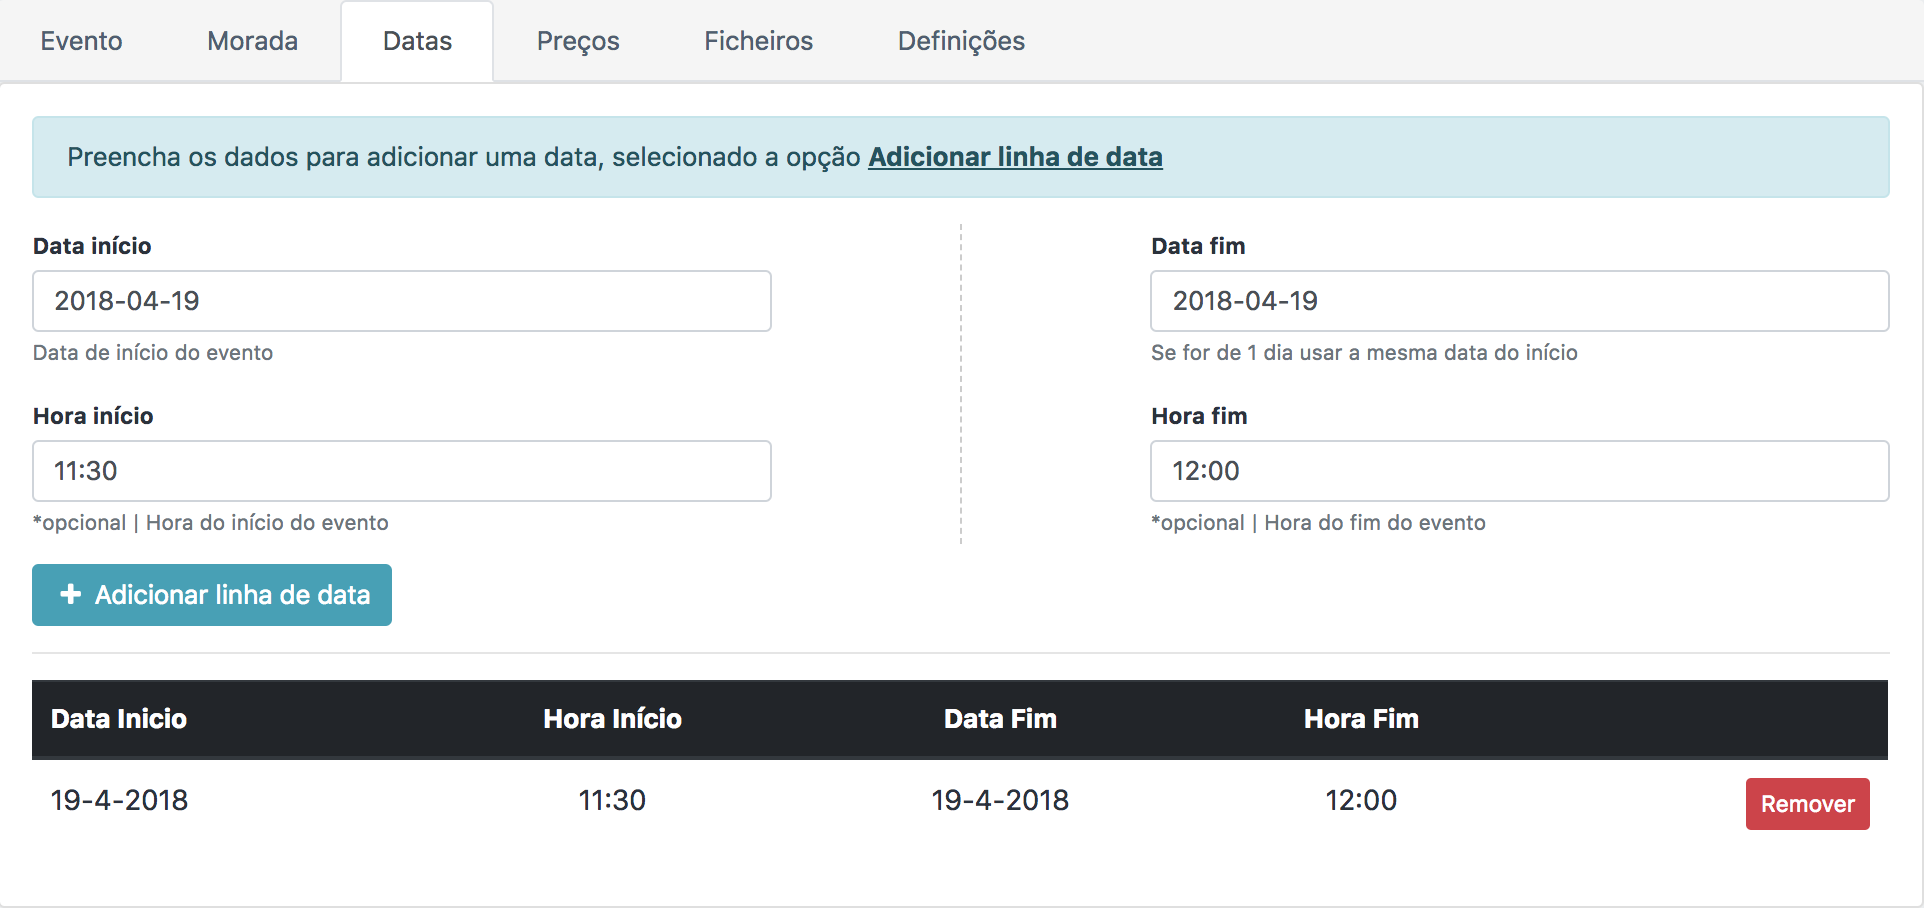 Evento Morada Datas Preços Ficheiros Definições
Preencha os dados para adicionar uma data, selecionado a opção Adicionar linha de data
Data início Data fim
2018-04-19 2018-04-19
Data de início do evento Se for de 1 dia usar a mesma data do início
Hora início Hora fim
11:30 12:00
*opcional | Hora do início do evento *opcional | Hora do fim do evento
+ Adicionar linha de data
Data Inicio Hora Início Data Fim Hora Fim
19-4-2018 11:30 19-4-2018 12:00 Remover